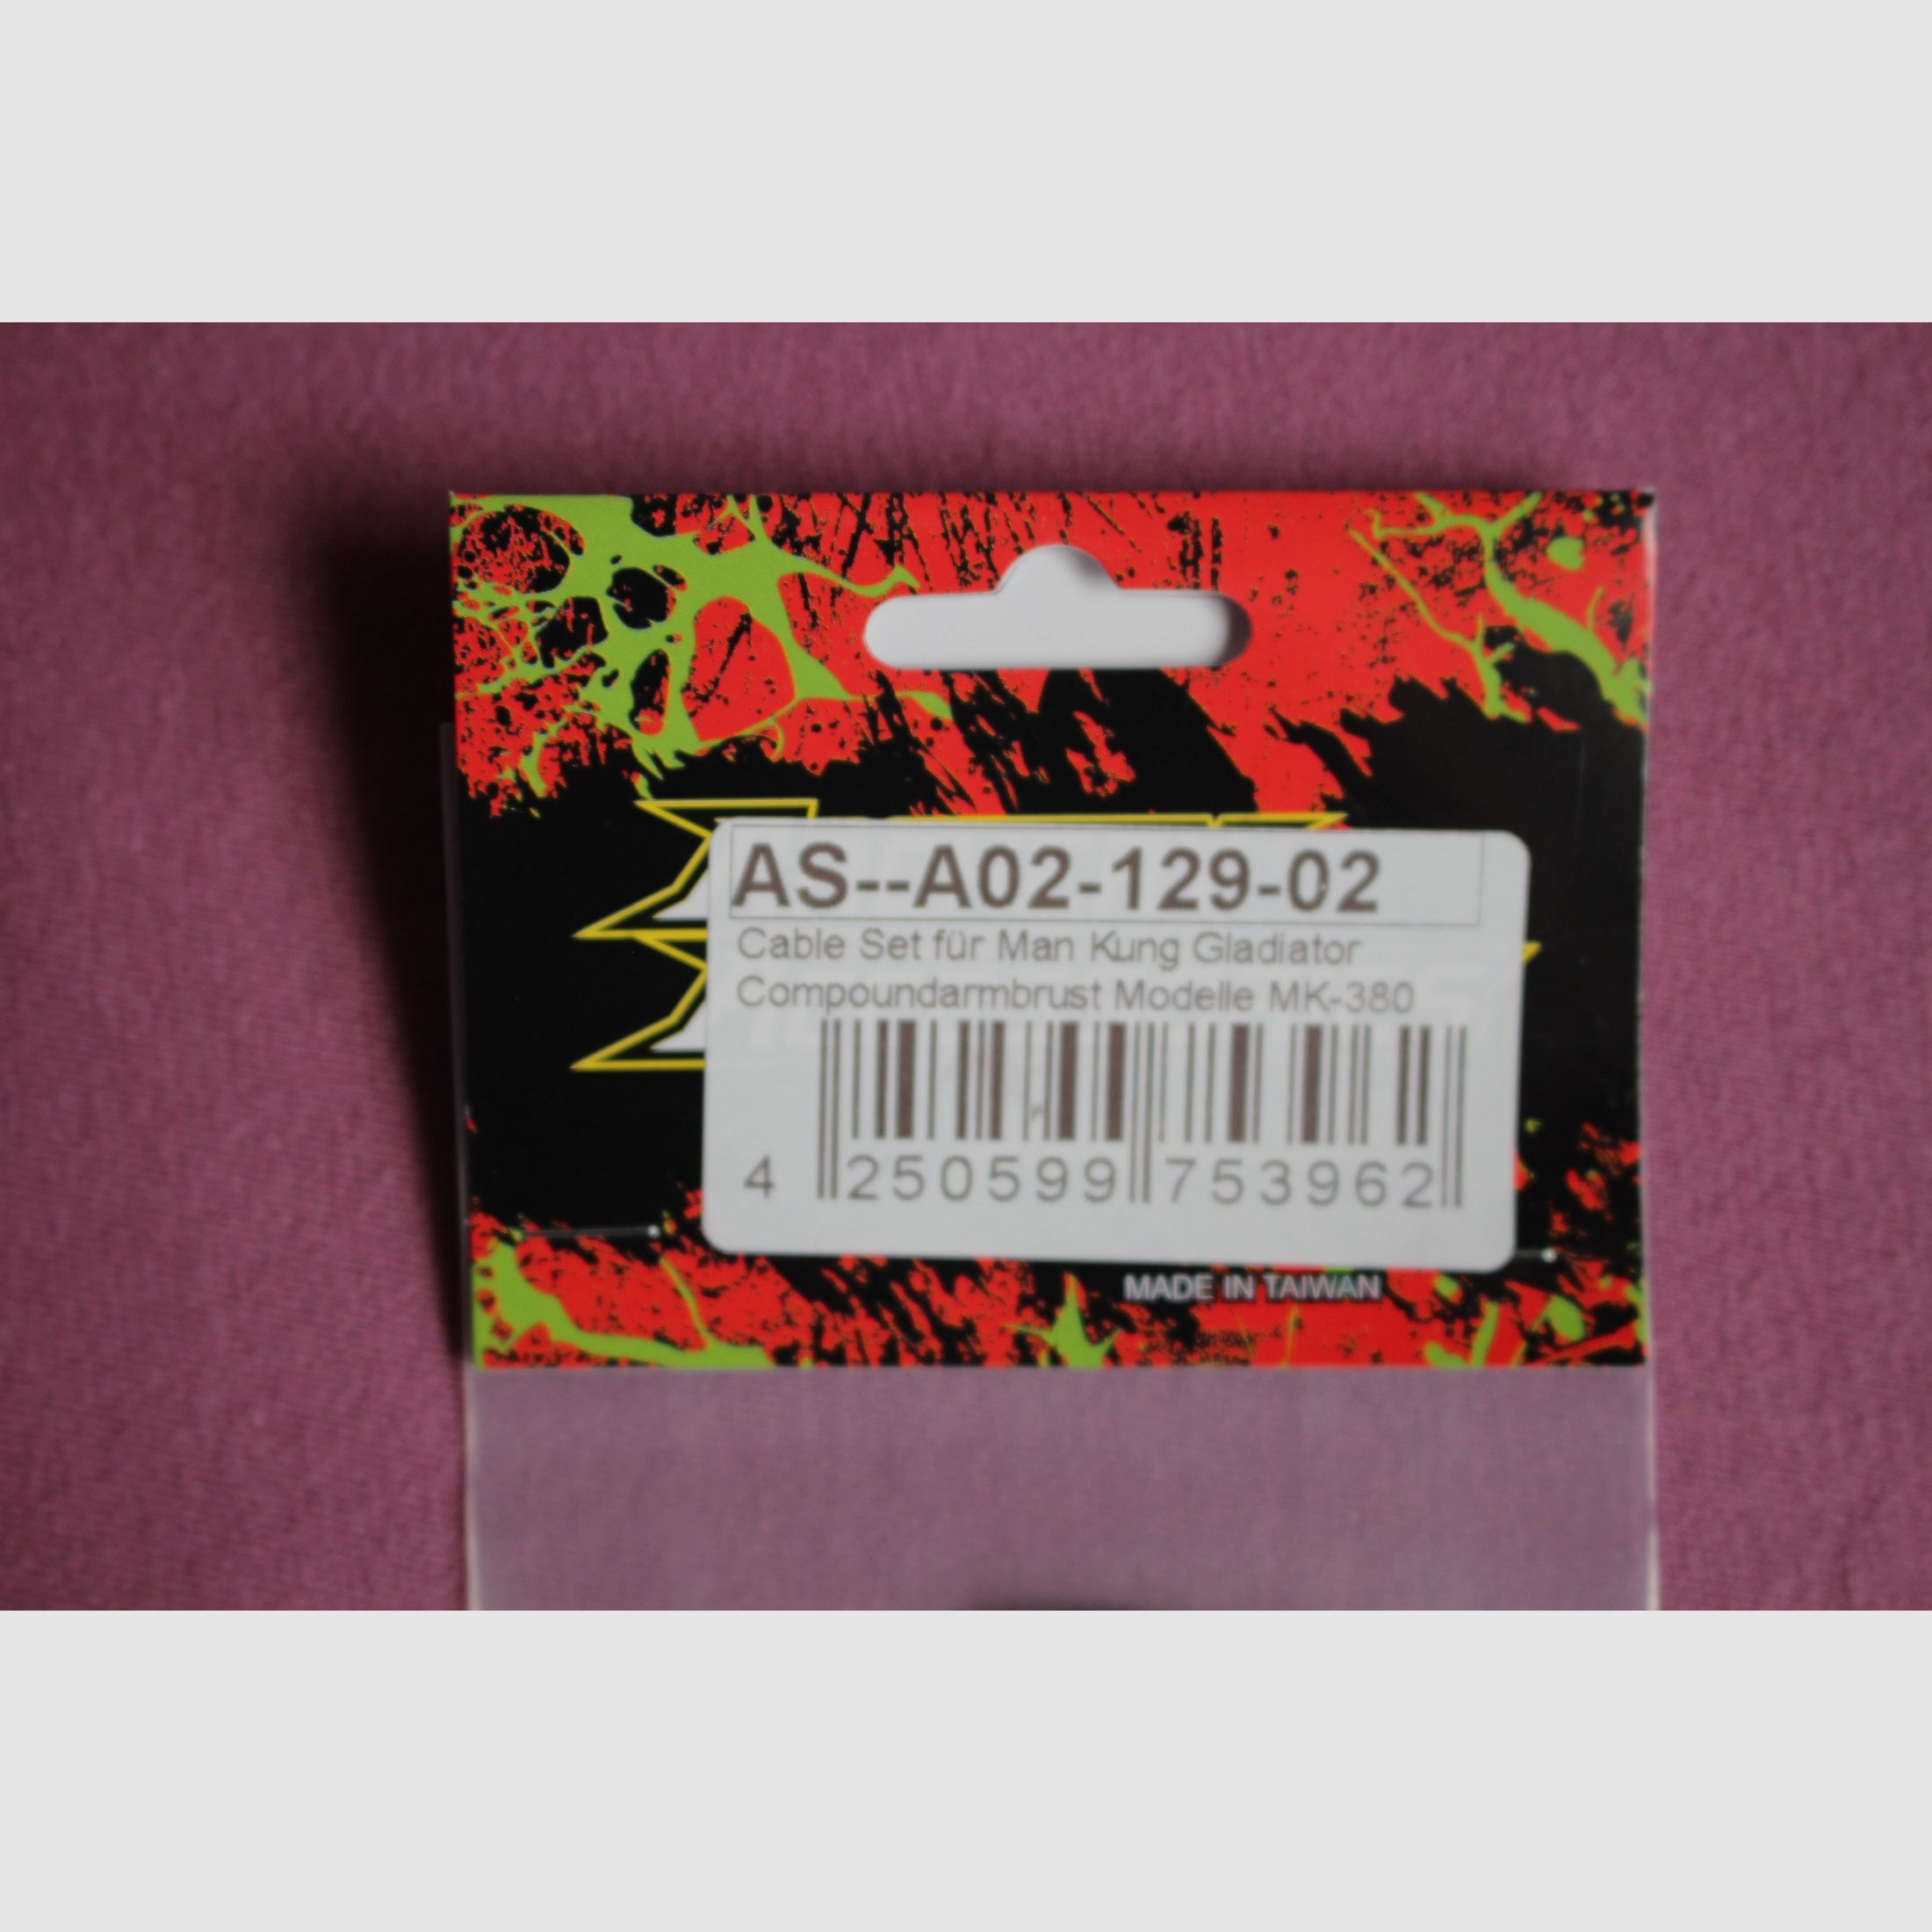 AS--A02-129-02
Cable Set für Man Kung Gladiator
Compoundarmbrust Modelle MK-380
4 250599 753962
MADE IN TAIWAN